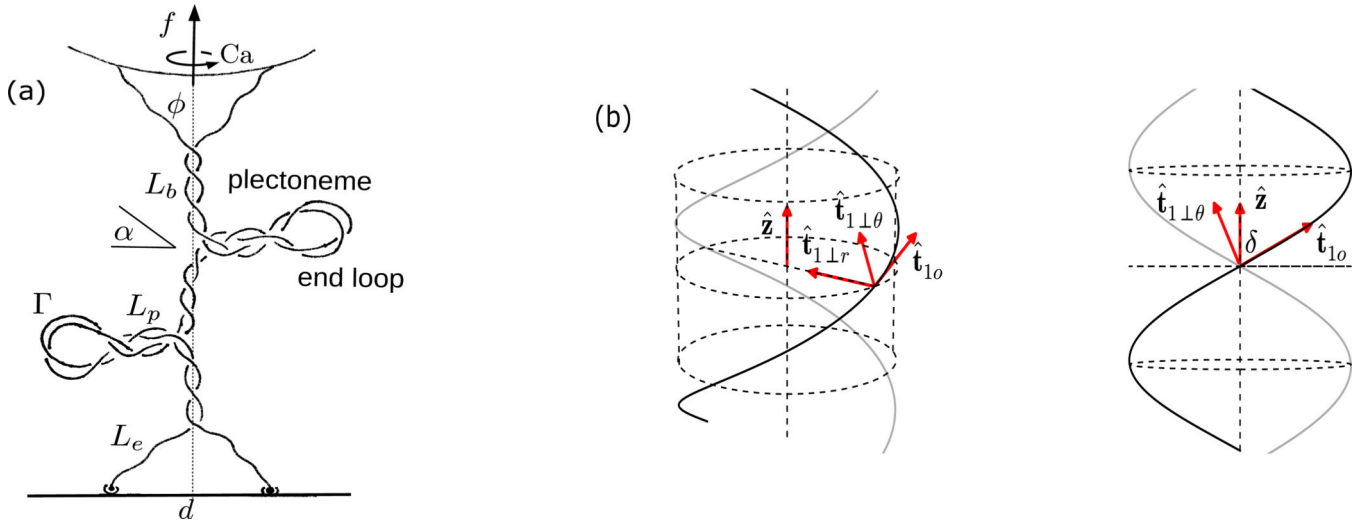 (a)
f
Ca
ϕ
L_b
plectoneme
α
end loop
Γ
L_p
L_e
d
(b)
ẑ
t̂_{1⊥θ}
t̂_{1⊥r}
t̂_{1o}
t̂_{1⊥θ}
ẑ
δ
t̂_{1o}